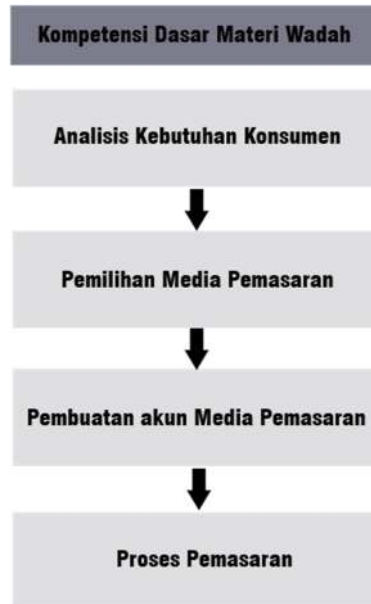 Kompetensi Dasar Materi Wadah
Analisis Kebutuhan Konsumen
Pemilihan Media Pemasaran
Pembuatan akun Media Pemasaran
Proses Pemasaran